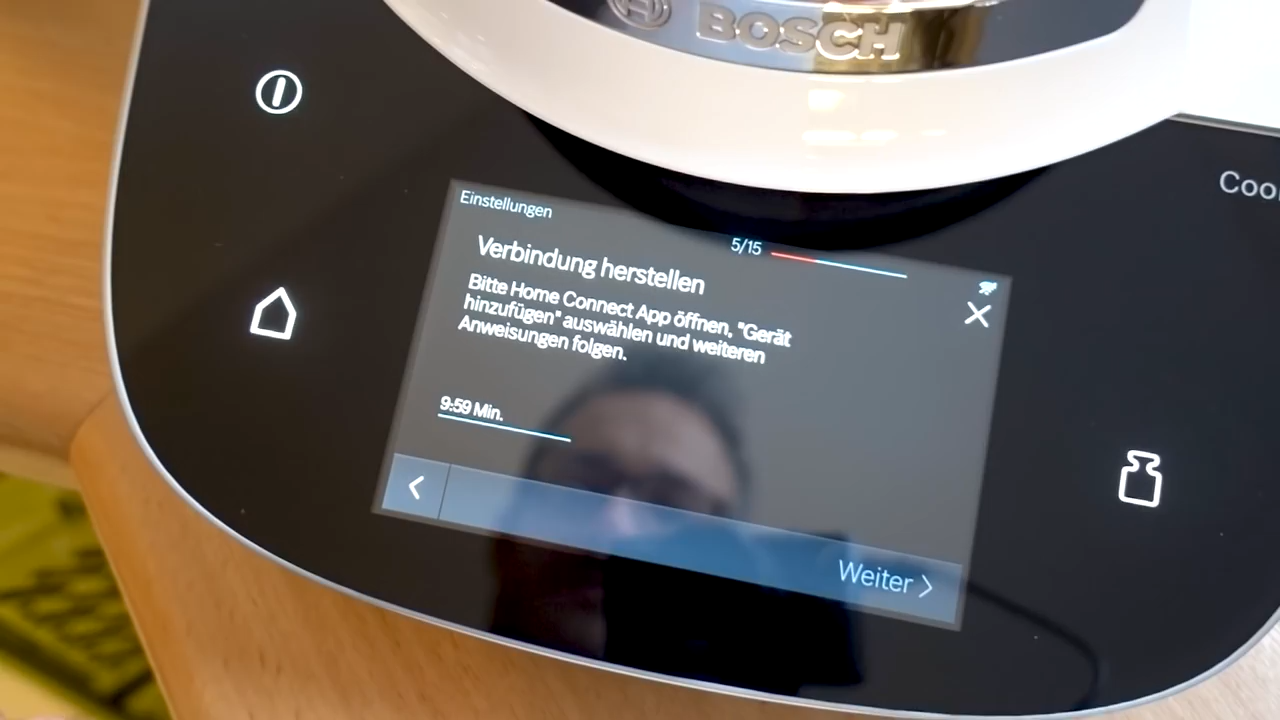 BOSCH
Coo
Einstellungen
5/15
Verbindung herstellen
Bitte Home Connect App öffnen, "Gerät
hinzufügen" auswählen und weiteren
Anweisungen folgen.
9:59 Min.
Weiter